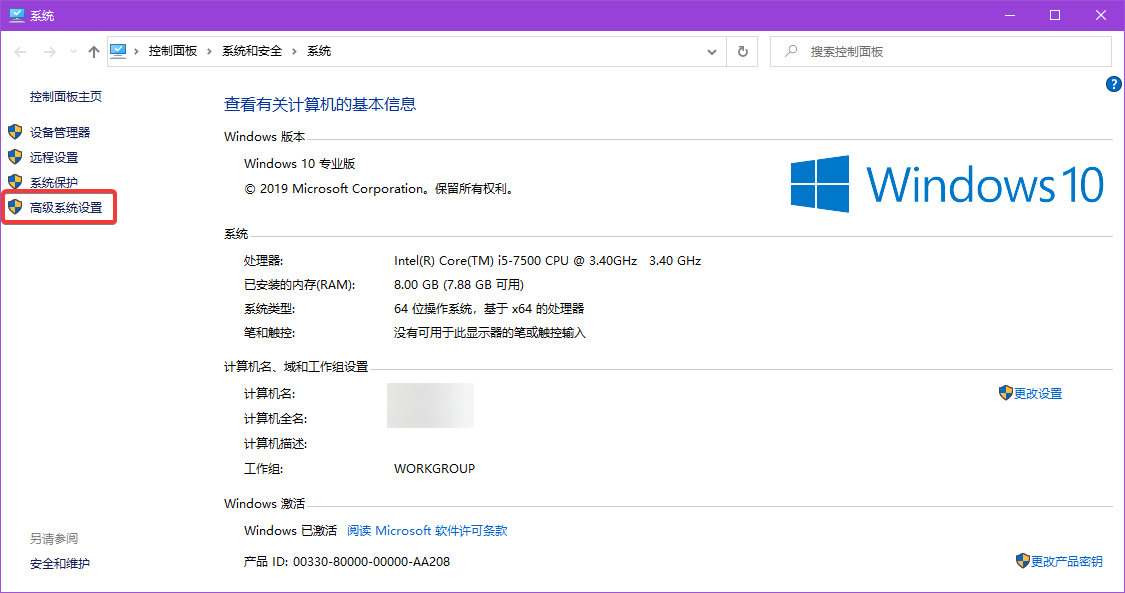 系统
控制面板 系统和安全 系统
搜索控制面板
控制面板主页
设备管理器
远程设置
系统保护
高级系统设置
另请参阅
安全和维护
查看有关计算机的基本信息
Windows 版本
Windows 10 专业版
© 2019 Microsoft Corporation。保留所有权利。
Windows 10
系统
处理器: Intel(R) Core(TM) i5-7500 CPU @ 3.40GHz 3.40 GHz
已安装的内存(RAM): 8.00 GB (7.88 GB 可用)
系统类型: 64 位操作系统，基于 x64 的处理器
笔和触控: 没有可用于此显示器的笔或触控输入
计算机名、域和工作组设置
计算机名:
更改设置
计算机全名:
计算机描述:
工作组: WORKGROUP
Windows 激活
Windows 已激活 阅读 Microsoft 软件许可条款
产品 ID: 00330-80000-00000-AA208
更改产品密钥